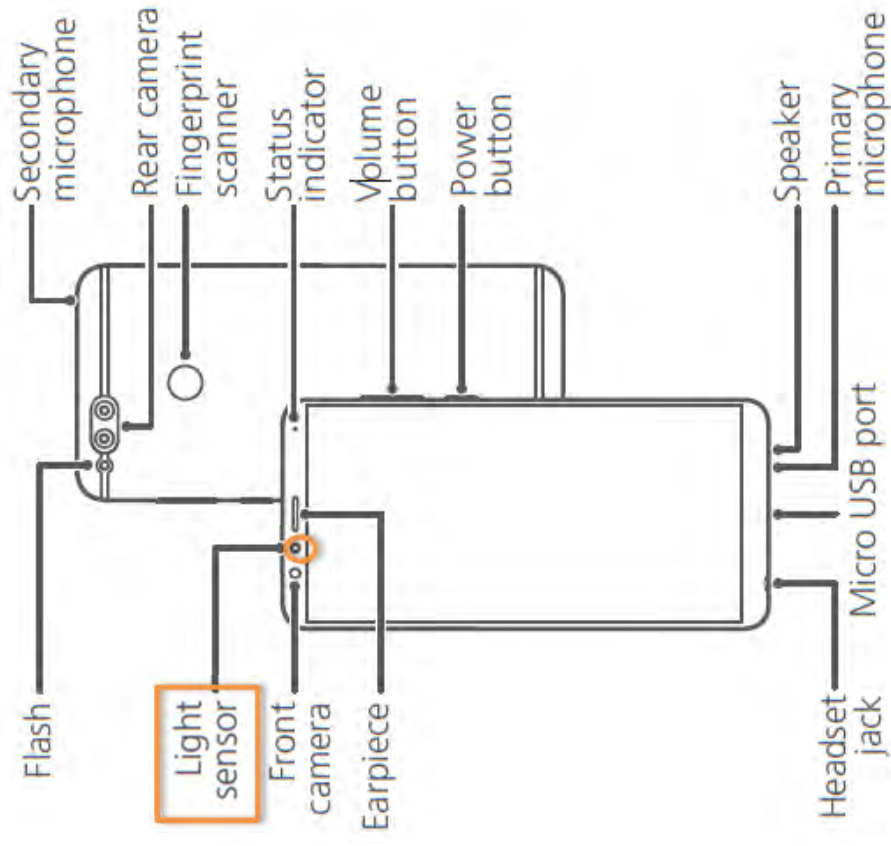 Flash
Light
sensor
Front
camera
Earpiece
Headset
jack
Micro USB port
Secondary
microphone
Rear camera
Fingerprint
scanner
Status
indicator
Volume
button
Power
button
Speaker
Primary
microphone